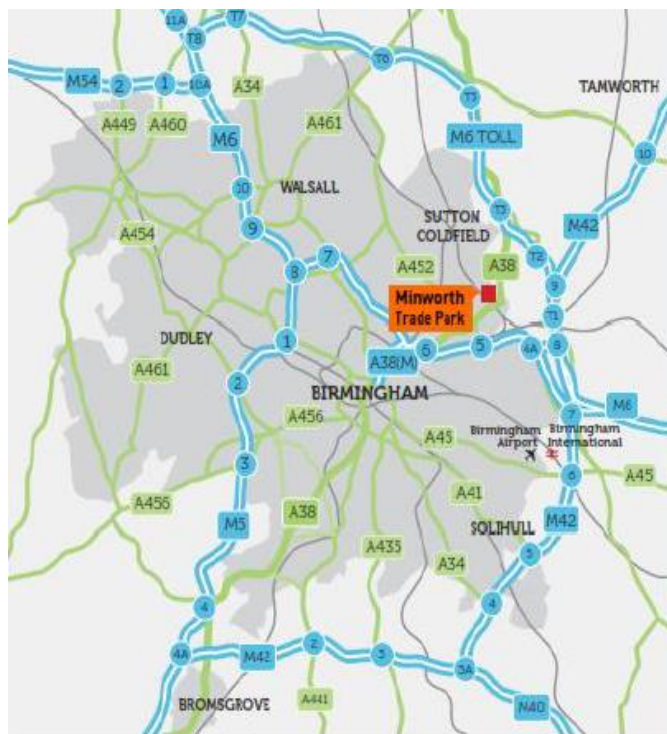 11A
T7
T8
T6
M54
2
1
10A
A34
T5
TAMWORTH
A449
A460
A461
M6
M6 TOLL
10
10
WALSALL
9
SUTTON
COLDFIELD
T3
M42
A454
8
7
A452
A38
T2
9
Minworth
Trade Park
T1
DUDLEY
1
A38(M)
6
5
4A
8
A461
2
BIRMINGHAM
M6
7
A456
A45
Birmingham
Airport
Birmingham
International
3
6
A45
A456
A41
M5
A38
SOLIHULL
M42
A435
A34
5
4
4
4A
M42
2
3
3A
BROMSGROVE
A441
M40